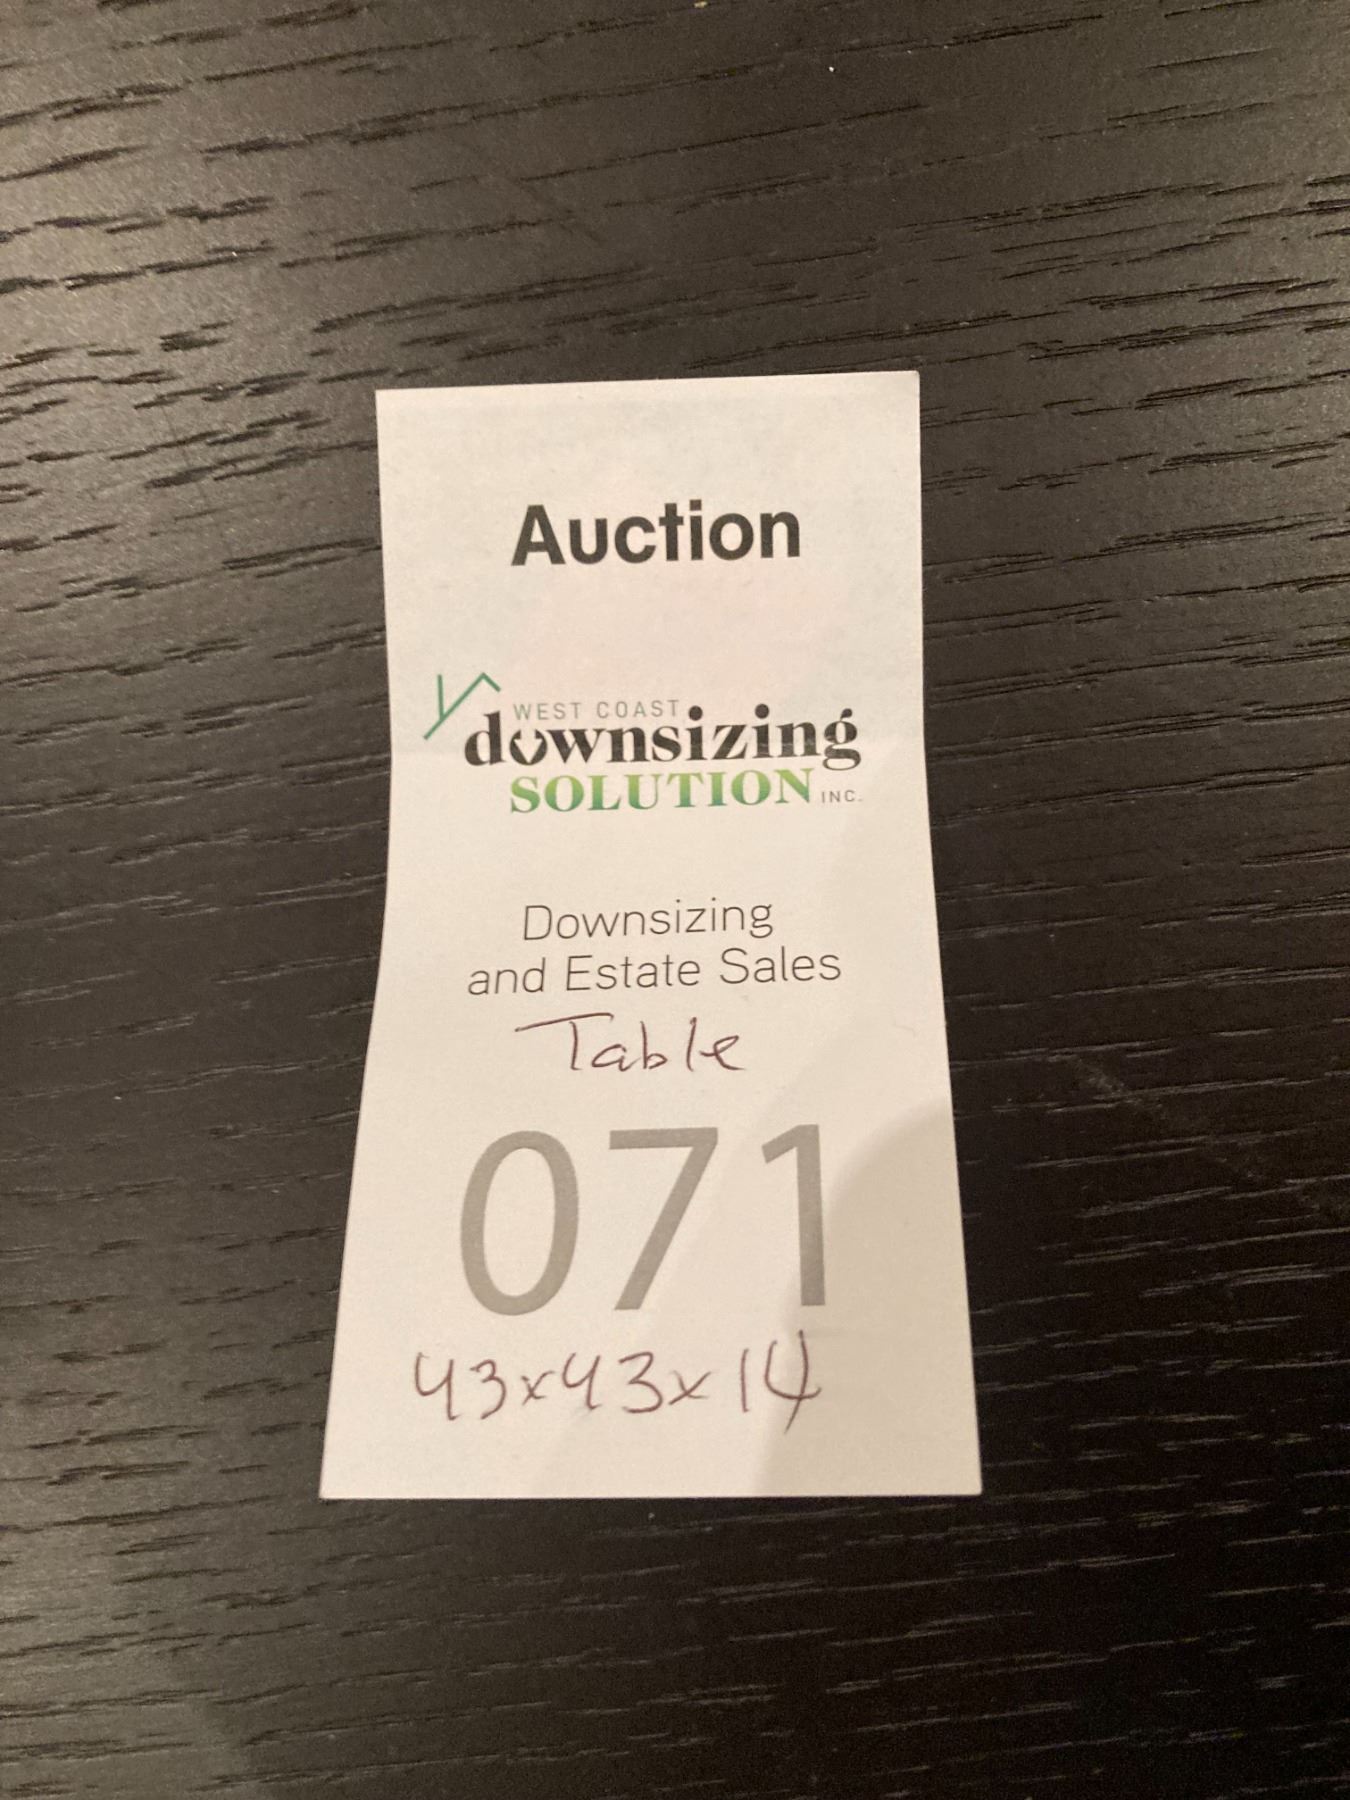 Auction
WEST COAST
downsizing
SOLUTION INC.
Downsizing
and Estate Sales
Table
071
43x43x14